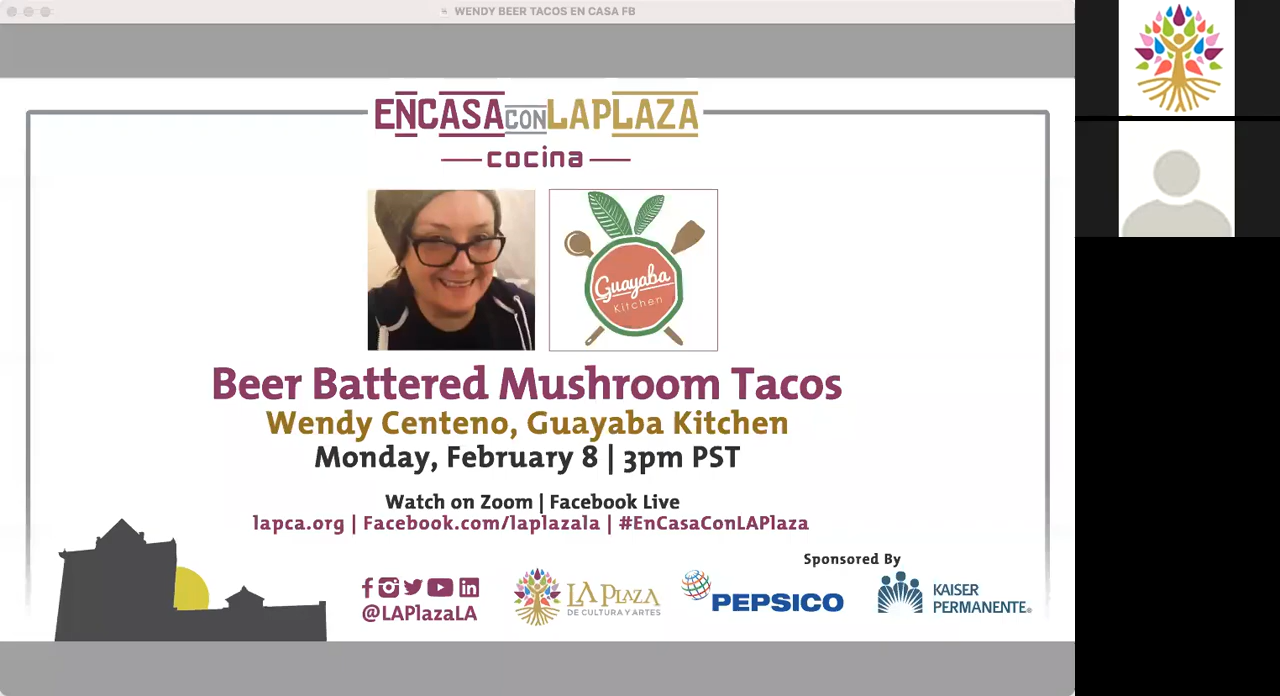 WENDY BEER TACOS EN CASA FB
ENCASACONLAPLAZA
cocina
Guayaba
Kitchen
Beer Battered Mushroom Tacos
Wendy Centeno, Guayaba Kitchen
Monday, February 8 | 3pm PST
Watch on Zoom | Facebook Live
lapca.org | Facebook.com/laplazala | #EnCasaConLAPlaza
Sponsored By
@LAPlazaLA
LA PLAZA
DE CULTURA Y ARTES
PEPSICO
KAISER
PERMANENTE®